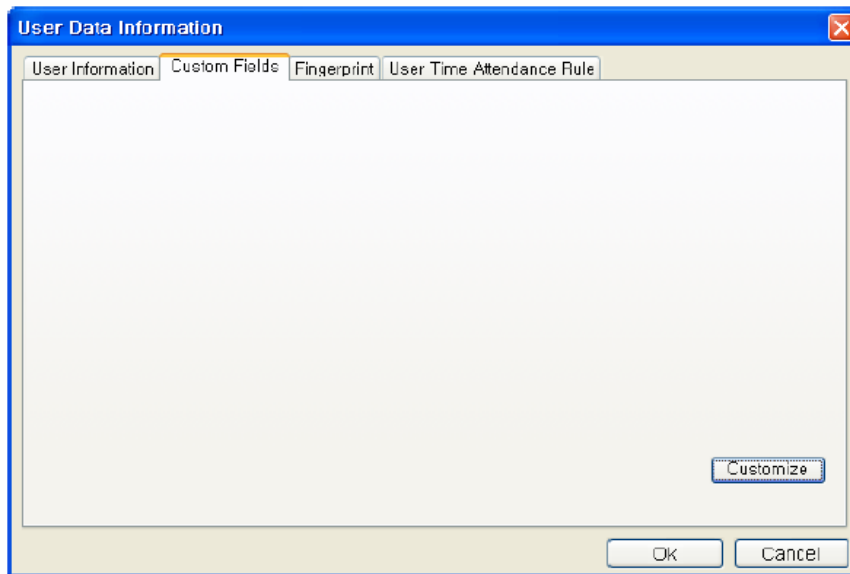 User Data Information
User Information Custom Fields Fingerprint User Time Attendance Rule
Customize
Ok Cancel